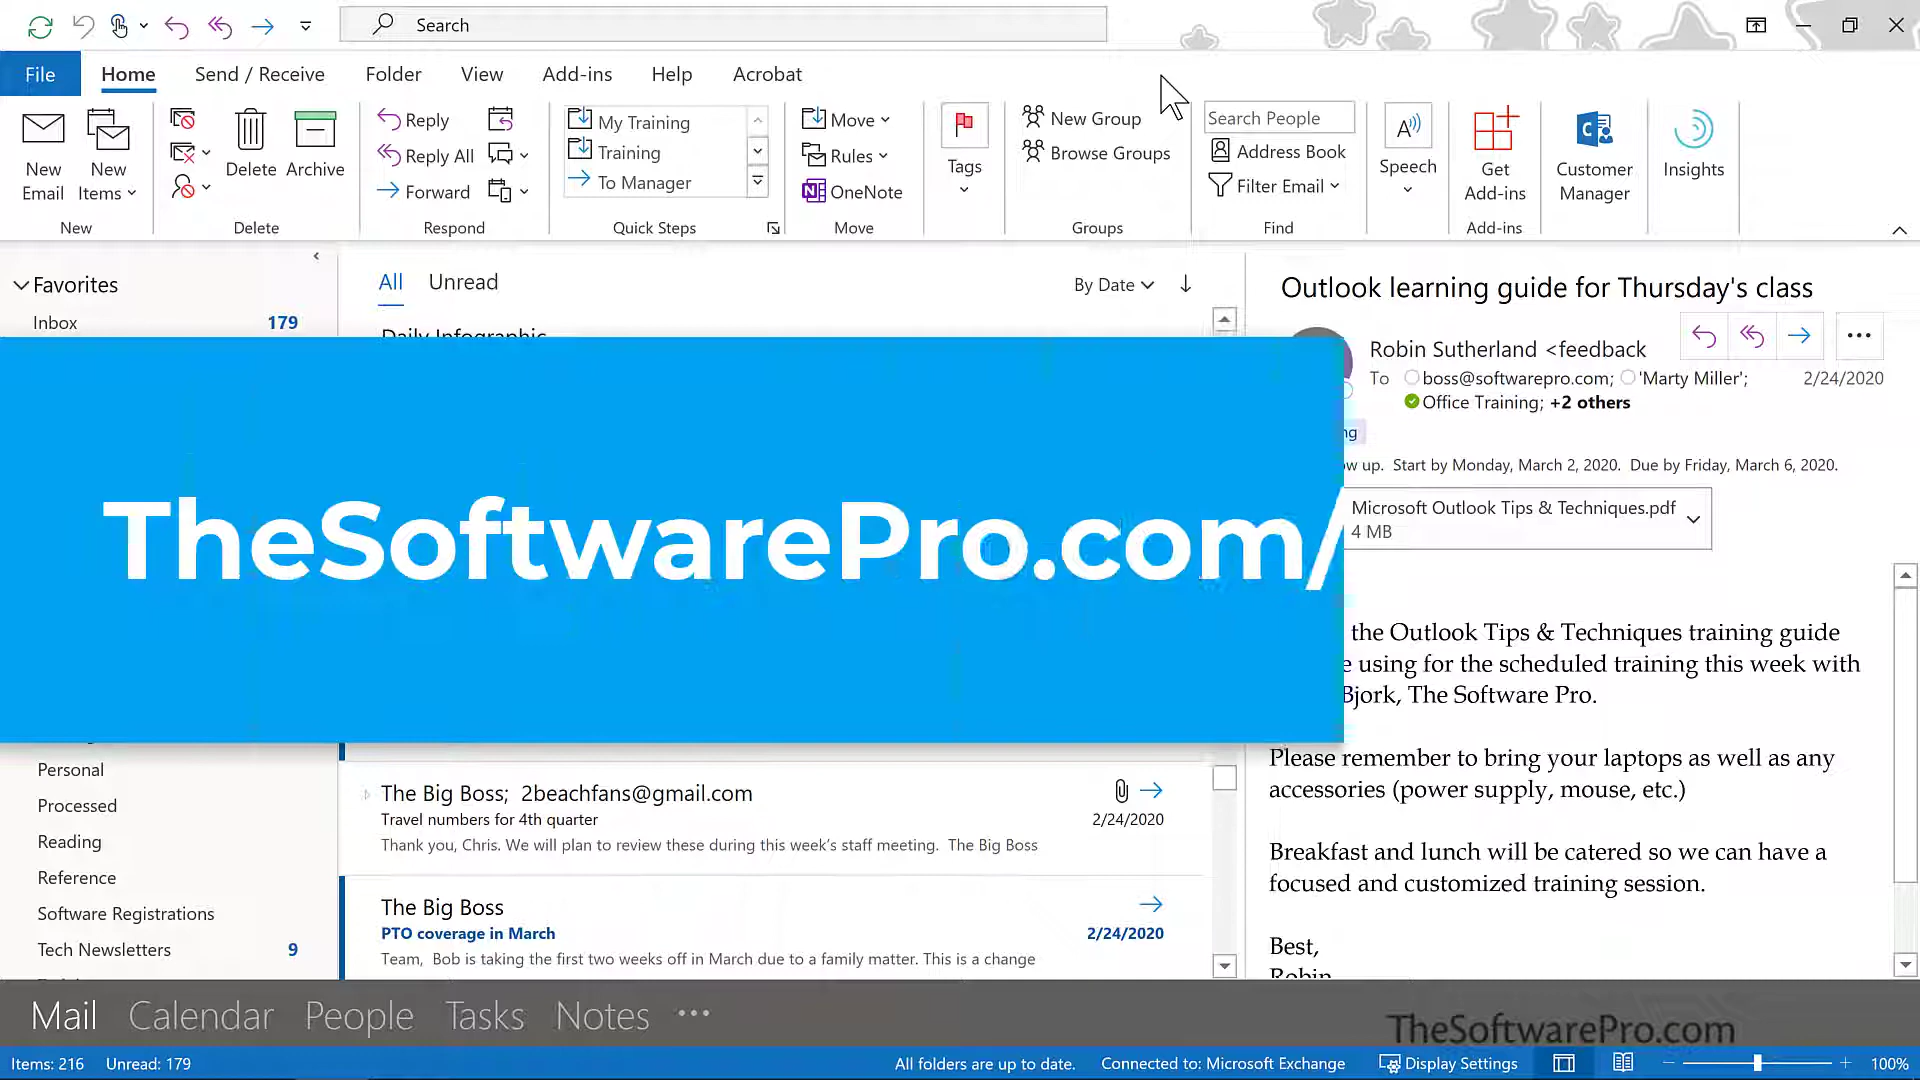 Search
File Home Send / Receive Folder View Add-ins Help Acrobat
New Email
New Items
New
Delete
Archive
Delete
Reply
Reply All
Forward
Respond
My Training
Training
To Manager
Quick Steps
Move
Rules
OneNote
Move
Tags
New Group
Browse Groups
Groups
Search People
Address Book
Filter Email
Find
Speech
Get Add-ins
Add-ins
Customer Manager
Insights
Favorites
Inbox 179
All Unread By Date
Daily Infographic
TheSoftwarePro.com/
Personal
Processed
Reading
Reference
Software Registrations
Tech Newsletters 9
The Big Boss; 2beachfans@gmail.com
Travel numbers for 4th quarter 2/24/2020
Thank you, Chris. We will plan to review these during this week's staff meeting. The Big Boss
The Big Boss
PTO coverage in March 2/24/2020
Team, Bob is taking the first two weeks off in March due to a family matter. This is a change
Outlook learning guide for Thursday's class
Robin Sutherland <feedback
To boss@softwarepro.com; 'Marty Miller'; 2/24/2020
Office Training; +2 others
ng
ow up. Start by Monday, March 2, 2020. Due by Friday, March 6, 2020.
Microsoft Outlook Tips & Techniques.pdf
4 MB
the Outlook Tips & Techniques training guide
e using for the scheduled training this week with
Bjork, The Software Pro.
Please remember to bring your laptops as well as any
accessories (power supply, mouse, etc.)
Breakfast and lunch will be catered so we can have a
focused and customized training session.
Best,
Robin
Mail Calendar People Tasks Notes
TheSoftwarePro.com
Items: 216 Unread: 179 All folders are up to date. Connected to: Microsoft Exchange Display Settings 100%